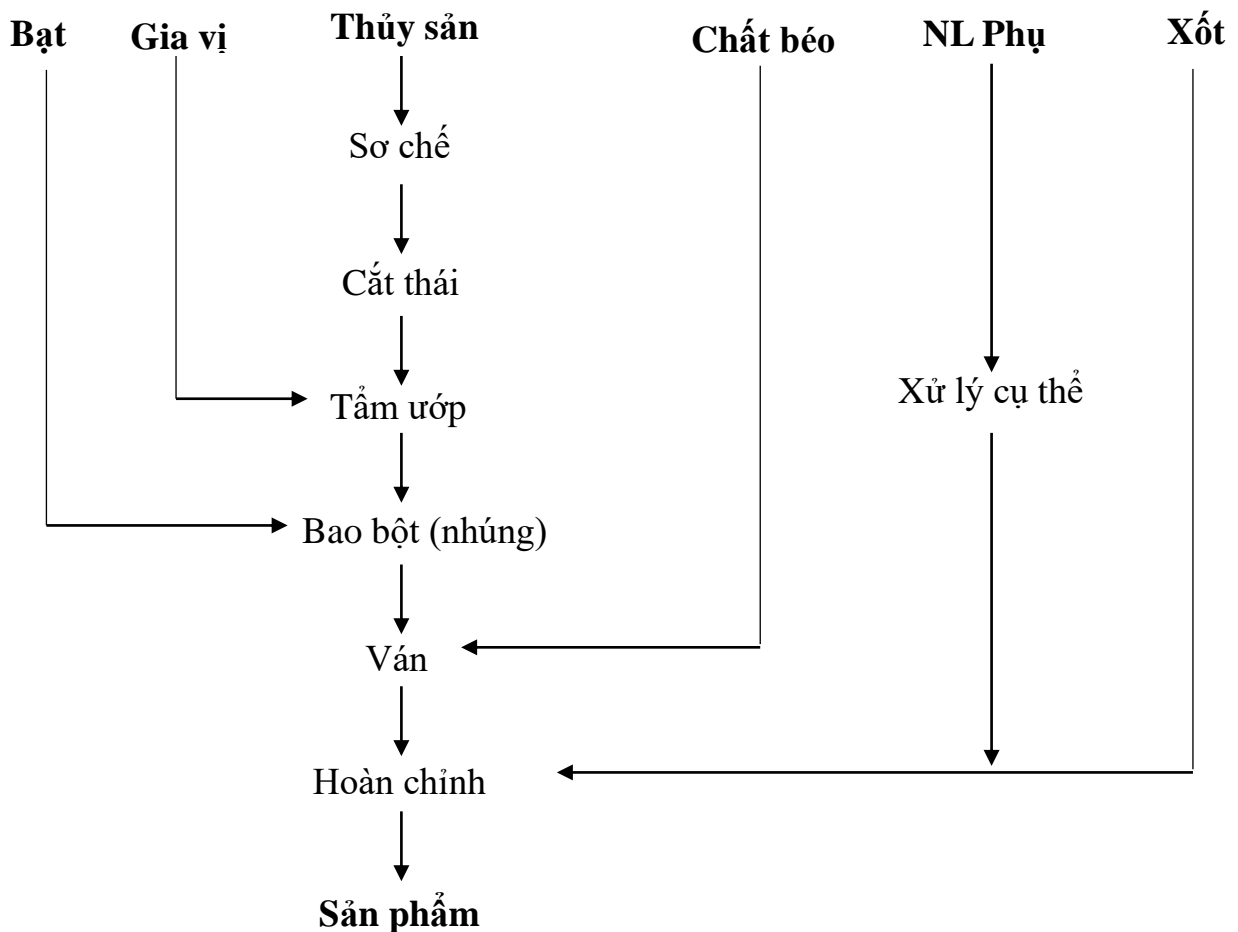 Bạt Gia vị Thủy sản Chất béo NL Phụ Xốt
Sơ chế
Cắt thái
Tẩm ướp
Xử lý cụ thể
Bao bột (nhúng)
Ván
Hoàn chỉnh
Sản phẩm